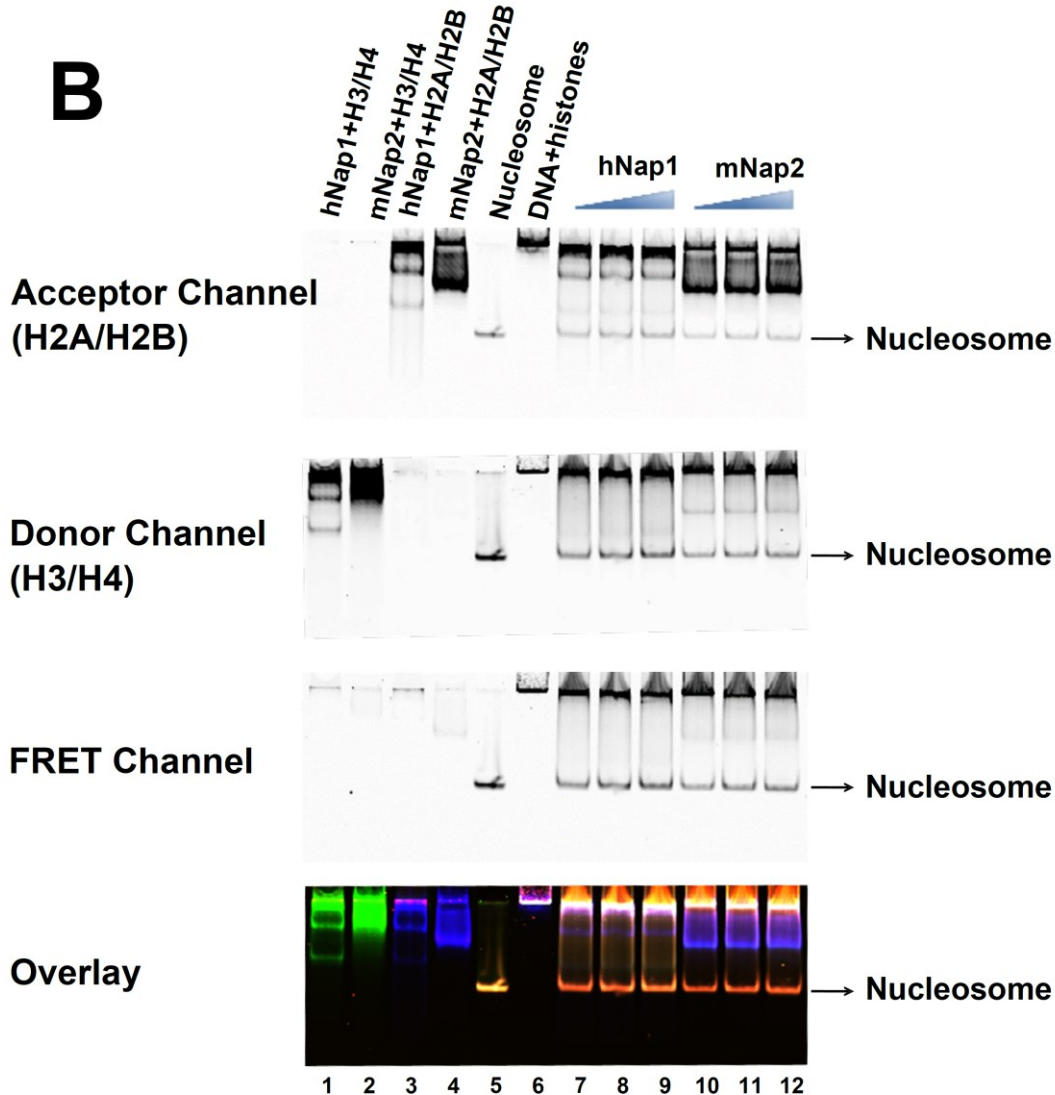 B
hNap1+H3/H4
mNap2+H3/H4
hNap1+H2A/H2B
mNap2+H2A/H2B
Nucleosome
DNA+histones
hNap1
mNap2
Acceptor Channel
(H2A/H2B)
Nucleosome
Donor Channel
(H3/H4)
Nucleosome
FRET Channel
Nucleosome
Overlay
Nucleosome
1 2 3 4 5 6 7 8 9 10 11 12